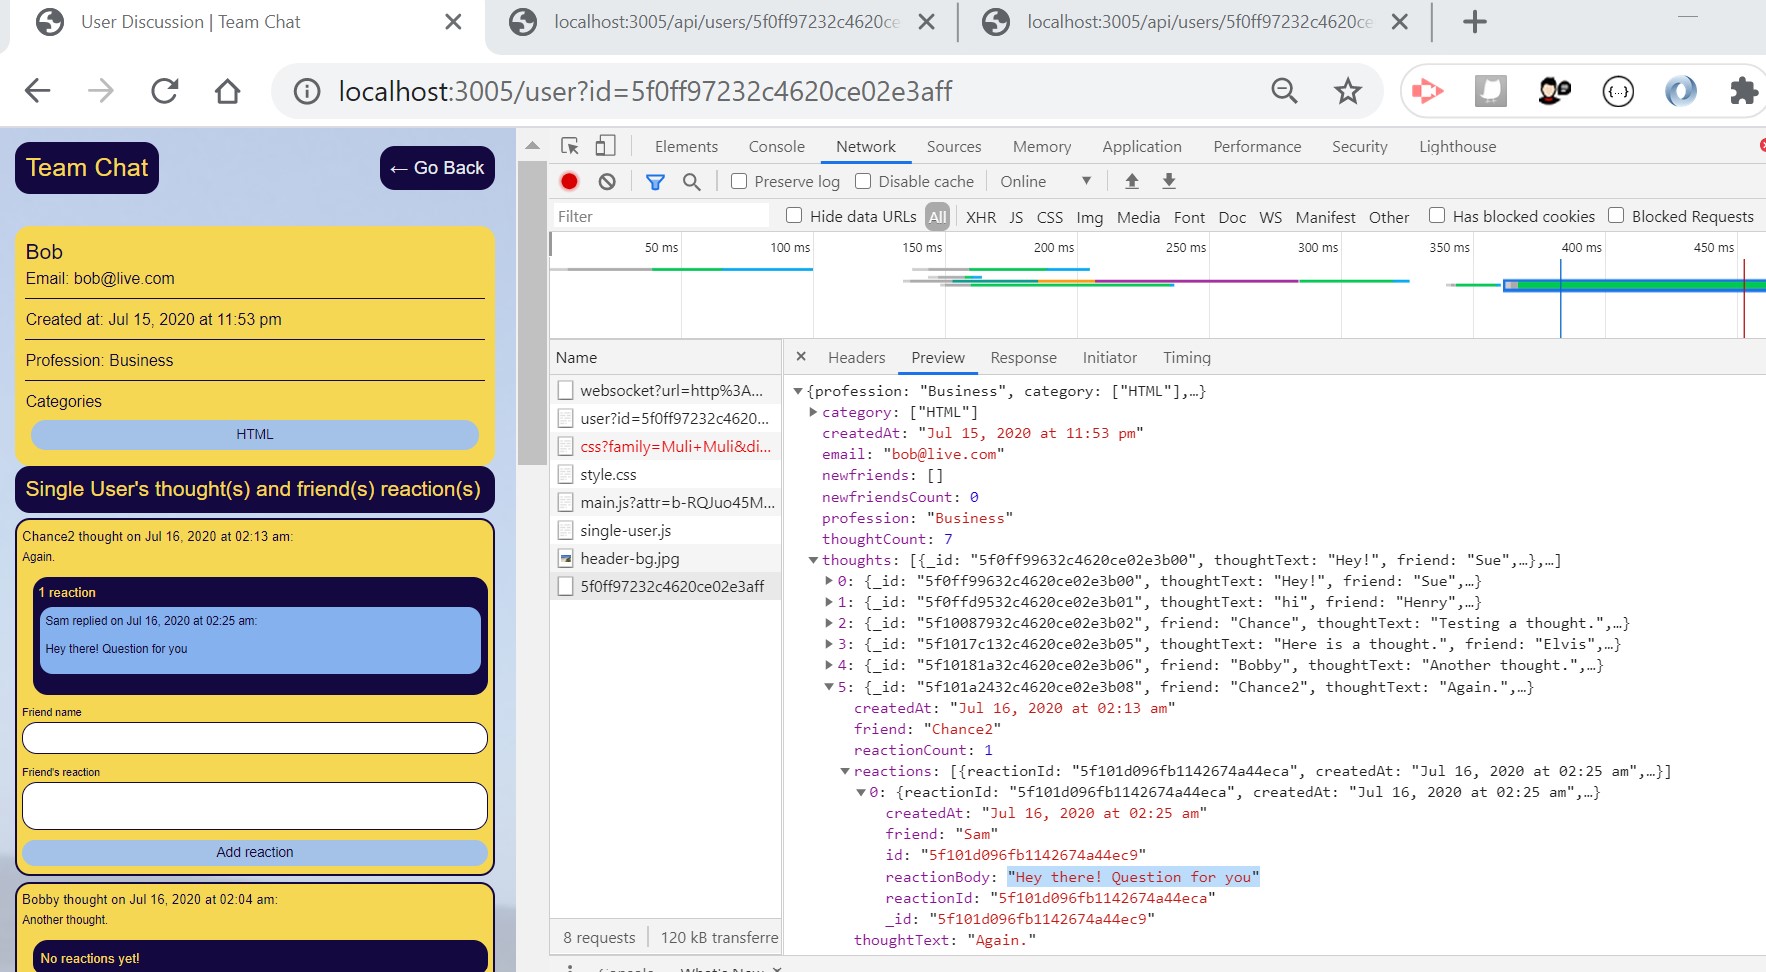 User Discussion | Team Chat
localhost:3005/api/users/5f0ff97232c4620ce
localhost:3005/api/users/5f0ff97232c4620ce
localhost:3005/user?id=5f0ff97232c4620ce02e3aff
Team Chat
← Go Back
Bob
Email: bob@live.com
Created at: Jul 15, 2020 at 11:53 pm
Profession: Business
Categories
HTML
Single User's thought(s) and friend(s) reaction(s)
Chance2 thought on Jul 16, 2020 at 02:13 am:
Again.
1 reaction
Sam replied on Jul 16, 2020 at 02:25 am:
Hey there! Question for you
Friend name
Friend's reaction
Add reaction
Bobby thought on Jul 16, 2020 at 02:04 am:
Another thought.
No reactions yet!
Elements Console Network Sources Memory Application Performance Security Lighthouse
Preserve log Disable cache Online
Filter Hide data URLs All XHR JS CSS Img Media Font Doc WS Manifest Other Has blocked cookies Blocked Requests
50 ms 100 ms 150 ms 200 ms 250 ms 300 ms 350 ms 400 ms 450 ms
Name
websocket?url=http%3A...
user?id=5f0ff97232c4620...
css?family=Muli+Muli&di...
style.css
main.js?attr=b-RQJuo45M...
single-user.js
header-bg.jpg
5f0ff97232c4620ce02e3aff
8 requests 120 kB transferre
× Headers Preview Response Initiator Timing
{profession: "Business", category: ["HTML"],…}
category: ["HTML"]
createdAt: "Jul 15, 2020 at 11:53 pm"
email: "bob@live.com"
newfriends: []
newfriendsCount: 0
profession: "Business"
thoughtCount: 7
thoughts: [{_id: "5f0ff99632c4620ce02e3b00", thoughtText: "Hey!", friend: "Sue",…},…]
0: {_id: "5f0ff99632c4620ce02e3b00", thoughtText: "Hey!", friend: "Sue",…}
1: {_id: "5f0ffd9532c4620ce02e3b01", thoughtText: "hi", friend: "Henry",…}
2: {_id: "5f10087932c4620ce02e3b02", friend: "Chance", thoughtText: "Testing a thought.",…}
3: {_id: "5f1017c132c4620ce02e3b05", thoughtText: "Here is a thought.", friend: "Elvis",…}
4: {_id: "5f10181a32c4620ce02e3b06", friend: "Bobby", thoughtText: "Another thought.",…}
5: {_id: "5f101a2432c4620ce02e3b08", friend: "Chance2", thoughtText: "Again.",…}
createdAt: "Jul 16, 2020 at 02:13 am"
friend: "Chance2"
reactionCount: 1
reactions: [{reactionId: "5f101d096fb1142674a44eca", createdAt: "Jul 16, 2020 at 02:25 am",…}]
0: {reactionId: "5f101d096fb1142674a44eca", createdAt: "Jul 16, 2020 at 02:25 am",…}
createdAt: "Jul 16, 2020 at 02:25 am"
friend: "Sam"
id: "5f101d096fb1142674a44ec9"
reactionBody: "Hey there! Question for you"
reactionId: "5f101d096fb1142674a44eca"
_id: "5f101d096fb1142674a44ec9"
thoughtText: "Again."